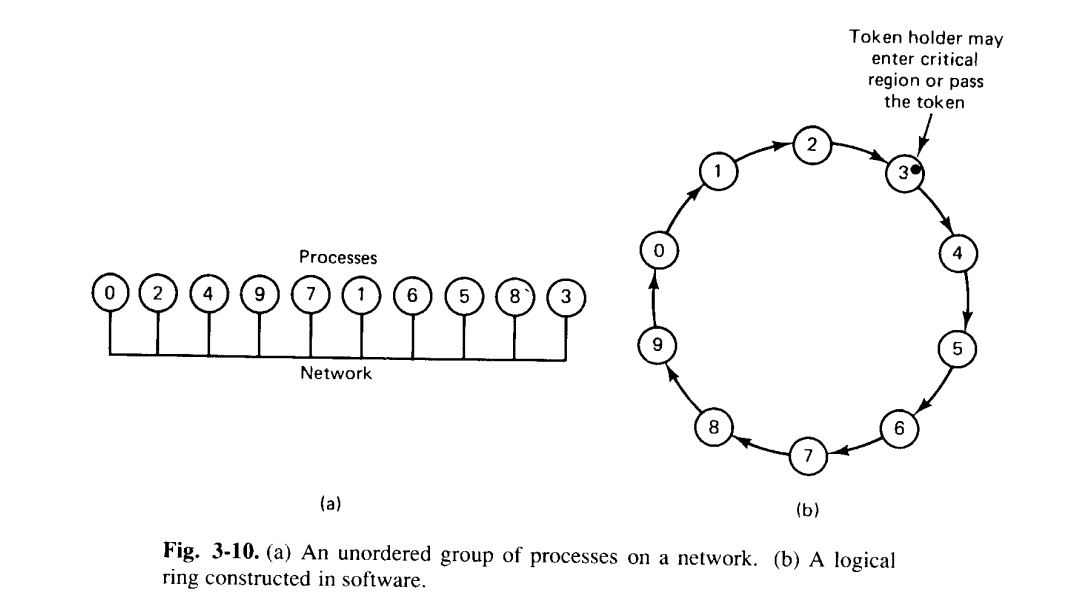 Token holder may
enter critical
region or pass
the token
2
1
3
0
4
Processes
0 2 4 9 7 1 6 5 8 3
Network
9
5
8
6
7
(a)
(b)
Fig. 3-10. (a) An unordered group of processes on a network. (b) A logical
ring constructed in software.